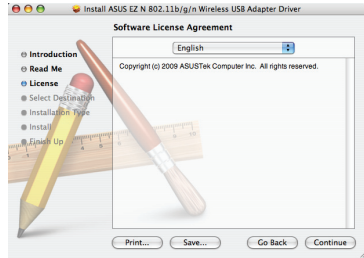 Install ASUS EZ N 802.11b/g/n Wireless USB Adapter Driver
Software License Agreement
Introduction
Read Me
License
Select Destination
Installation Type
Install
Finish Up
English
Copyright (c) 2009 ASUSTek Computer Inc. All rights reserved.
Print...
Save...
Go Back
Continue